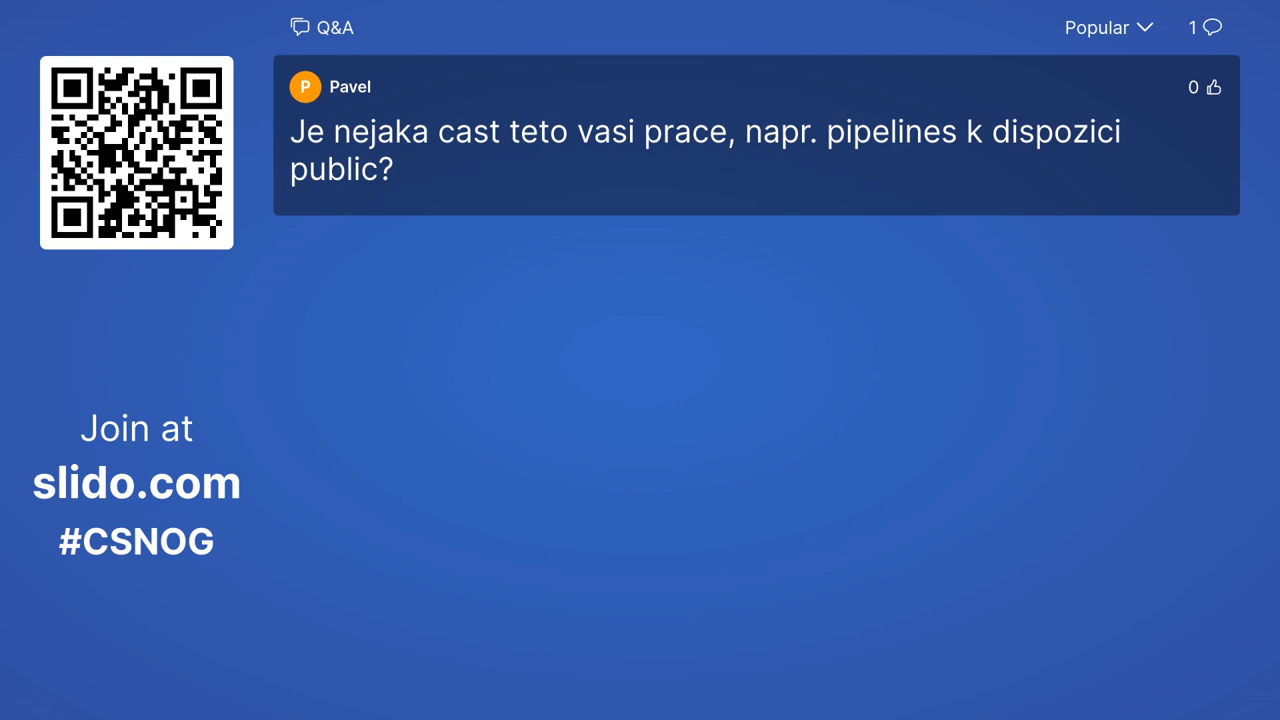 Q&A
Popular
1
P
Pavel
0
Je nejaka cast teto vasi prace, napr. pipelines k dispozici
public?
Join at
slido.com
#CSNOG